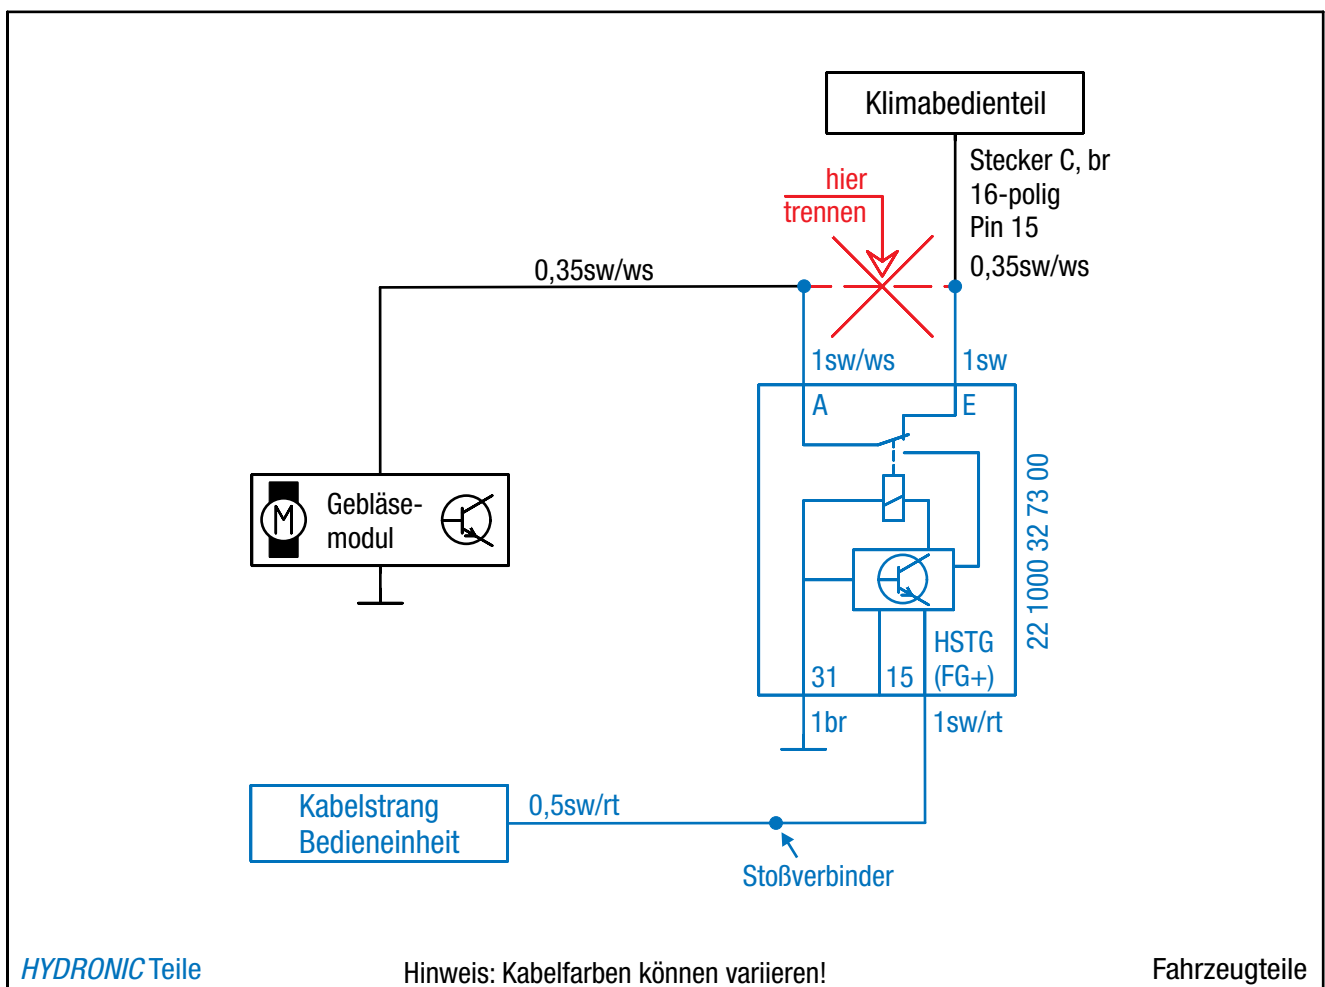 Klimabedienteil
Stecker C, br
16-polig
Pin 15
0,35sw/ws
hier
trennen
0,35sw/ws
1sw/ws
1sw
A
E
M
Gebläse-
modul
22 1000 32 73 00
HSTG
(FG+)
31
15
1br
1sw/rt
Kabelstrang
Bedieneinheit
0,5sw/rt
Stoßverbinder
HYDRONIC Teile
Hinweis: Kabelfarben können variieren!
Fahrzeugteile